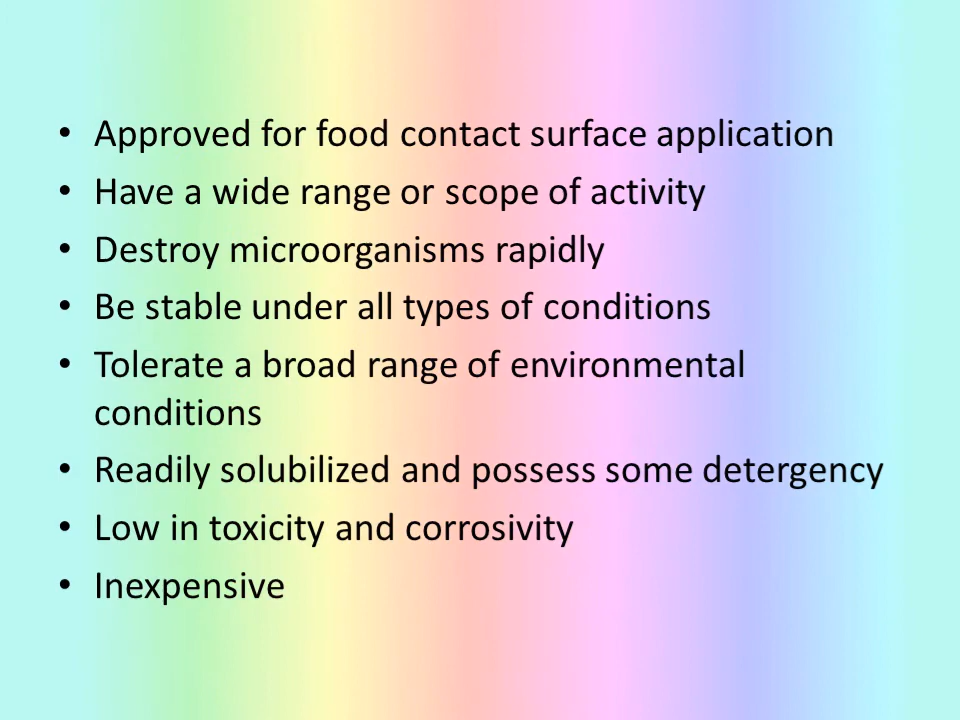 • Approved for food contact surface application
• Have a wide range or scope of activity
• Destroy microorganisms rapidly
• Be stable under all types of conditions
• Tolerate a broad range of environmental
conditions
• Readily solubilized and possess some detergency
• Low in toxicity and corrosivity
• Inexpensive